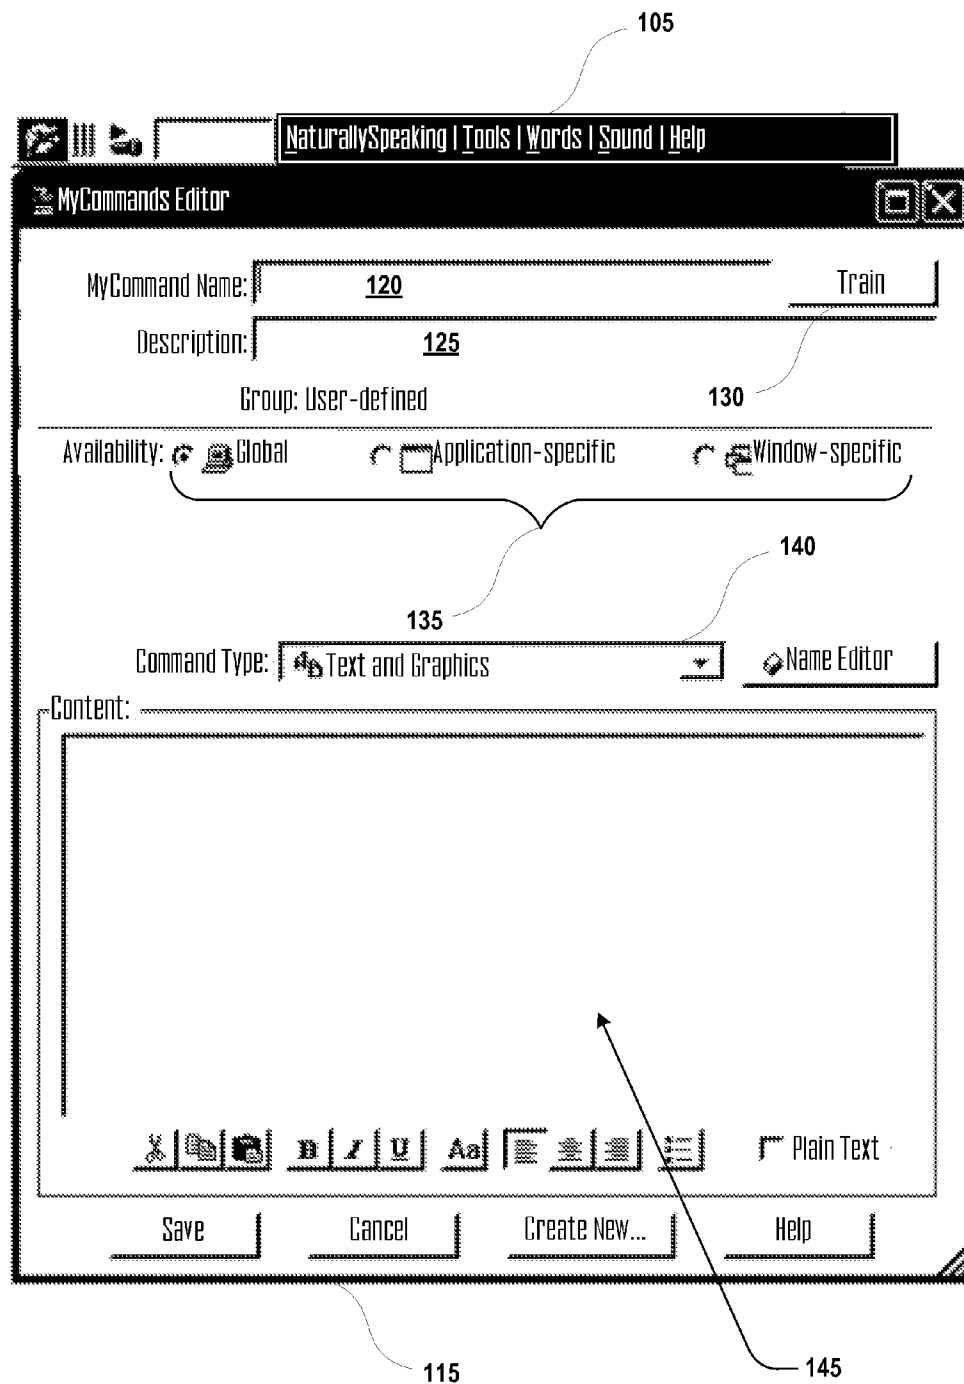 105
NaturallySpeaking | Tools | Words | Sound | Help
MyCommands Editor
MyCommand Name: 120 Train
Description: 125
130
Group: User-defined
Availability: Global Application-specific Window-specific
140
135
Command Type: Text and Graphics Name Editor
Content:
B I U Aa Plain Text
Save Cancel Create New... Help
115 145